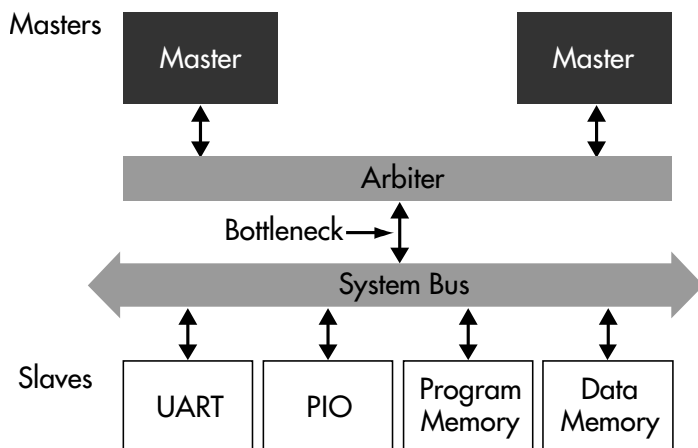 Masters
Master
Master
Arbiter
Bottleneck
System Bus
Slaves
UART
PIO
Program
Memory
Data
Memory